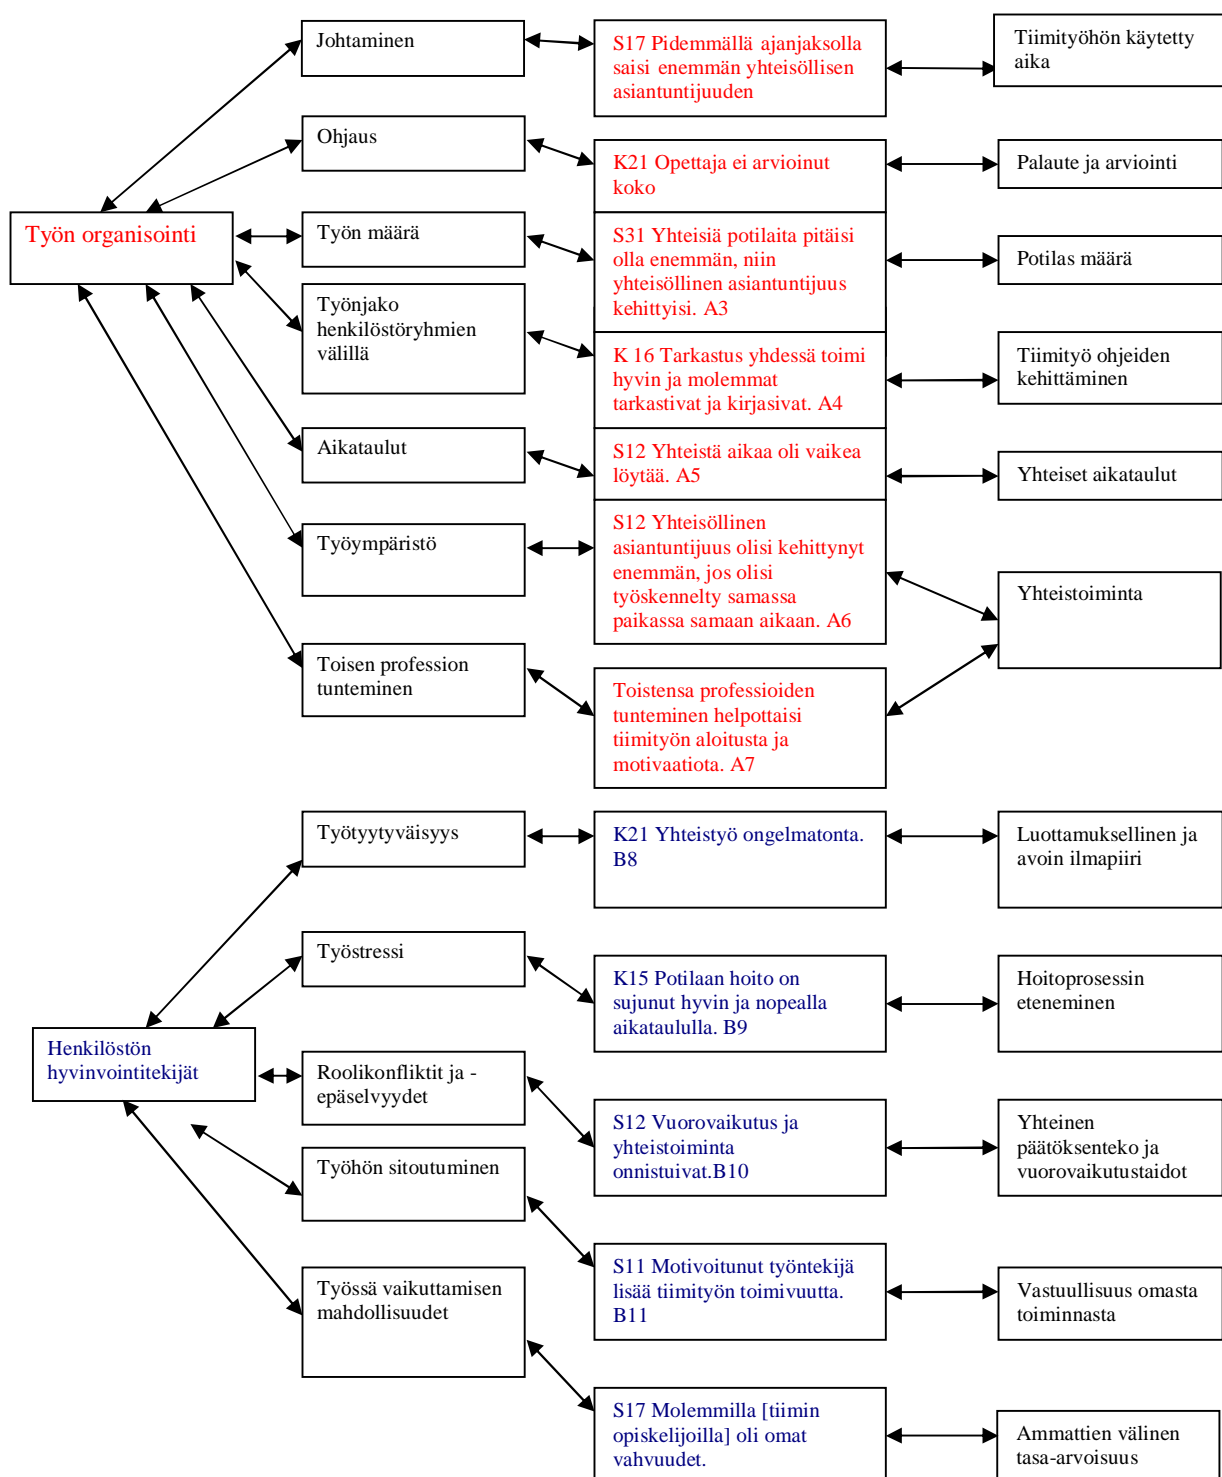 Johtaminen
S17 Pidemmällä ajanjaksolla
saisi enemmän yhteisöllisen
asiantuntijuuden
Tiimityöhön käytetty
aika
Ohjaus
K21 Opettaja ei arvioinut
koko
Palaute ja arviointi
Työn organisointi
Työn määrä
S31 Yhteisiä potilaita pitäisi
olla enemmän, niin
yhteisöllinen asiantuntijuus
kehittyisi. A3
Potilas määrä
Työnjako
henkilöstöryhmien
välillä
K 16 Tarkastus yhdessä toimi
hyvin ja molemmat
tarkastivat ja kirjasivat. A4
Tiimityö ohjeiden
kehittäminen
Aikataulut
S12 Yhteistä aikaa oli vaikea
löytää. A5
Yhteiset aikataulut
Työympäristö
S12 Yhteisöllinen
asiantuntijuus olisi kehittynyt
enemmän, jos olisi
työskennelty samassa
paikassa samaan aikaan. A6
Yhteistoiminta
Toisen profession
tunteminen
Toistensa professioiden
tunteminen helpottaisi
tiimityön aloitusta ja
motivaatiota. A7
Työtyytyväisyys
K21 Yhteistyö ongelmatonta.
B8
Luottamuksellinen ja
avoin ilmapiiri
Työstressi
K15 Potilaan hoito on
sujunut hyvin ja nopealla
aikataululla. B9
Hoitoprosessin
eteneminen
Henkilöstön
hyvinvointitekijät
Roolikonfliktit ja -
epäselvyydet
S12 Vuorovaikutus ja
yhteistoiminta
onnistuivat.B10
Yhteinen
päätöksenteko ja
vuorovaikutustaidot
Työhön sitoutuminen
S11 Motivoitunut työntekijä
lisää tiimityön toimivuutta.
B11
Vastuullisuus omasta
toiminnasta
Työssä vaikuttamisen
mahdollisuudet
S17 Molemmilla [tiimin
opiskelijoilla] oli omat
vahvuudet.
Ammattien välinen
tasa-arvoisuus